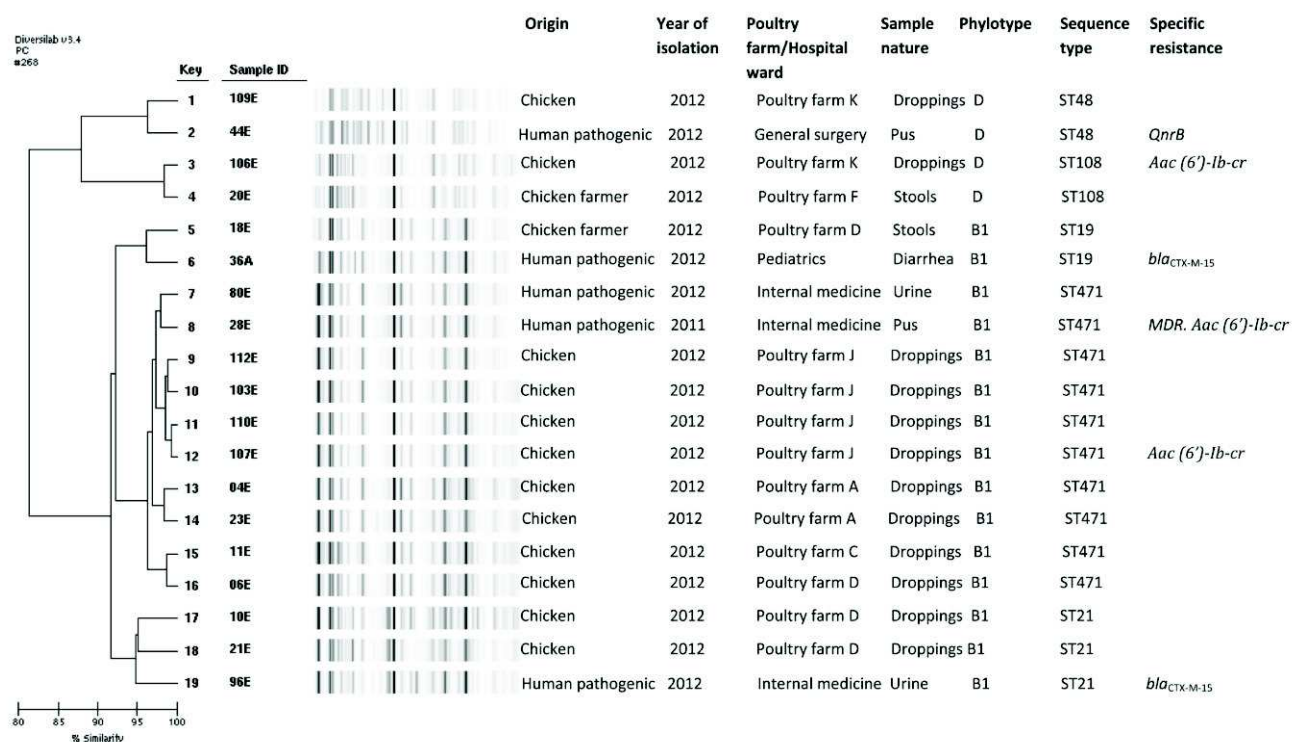 Diversilab v3.4
PC
#268
Origin Year of isolation Poultry farm/Hospital ward Sample nature Phylotype Sequence type Specific resistance
Key Sample ID
1 109E Chicken 2012 Poultry farm K Droppings D ST48
2 44E Human pathogenic 2012 General surgery Pus D ST48 QnrB
3 106E Chicken 2012 Poultry farm K Droppings D ST108 Aac (6')-Ib-cr
4 20E Chicken farmer 2012 Poultry farm F Stools D ST108
5 18E Chicken farmer 2012 Poultry farm D Stools B1 ST19
6 36A Human pathogenic 2012 Pediatrics Diarrhea B1 ST19 blaCTX-M-15
7 80E Human pathogenic 2012 Internal medicine Urine B1 ST471
8 28E Human pathogenic 2011 Internal medicine Pus B1 ST471 MDR. Aac (6')-Ib-cr
9 112E Chicken 2012 Poultry farm J Droppings B1 ST471
10 103E Chicken 2012 Poultry farm J Droppings B1 ST471
11 110E Chicken 2012 Poultry farm J Droppings B1 ST471
12 107E Chicken 2012 Poultry farm J Droppings B1 ST471 Aac (6')-Ib-cr
13 04E Chicken 2012 Poultry farm A Droppings B1 ST471
14 23E Chicken 2012 Poultry farm A Droppings B1 ST471
15 11E Chicken 2012 Poultry farm C Droppings B1 ST471
16 06E Chicken 2012 Poultry farm D Droppings B1 ST471
17 10E Chicken 2012 Poultry farm D Droppings B1 ST21
18 21E Chicken 2012 Poultry farm D Droppings B1 ST21
19 96E Human pathogenic 2012 Internal medicine Urine B1 ST21 blaCTX-M-15
80 85 90 95 100
% Similarity